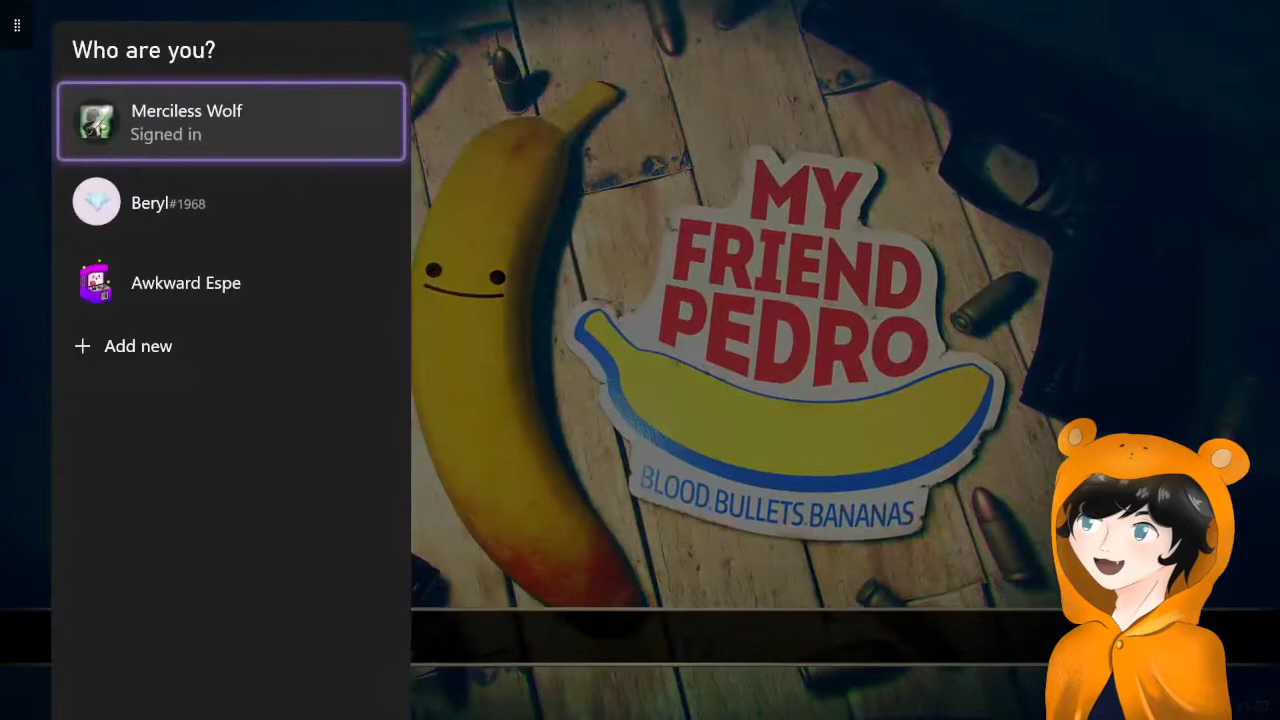 Who are you?
Merciless Wolf
Signed in
Beryl#1968
Awkward Espe
Add new
MY
FRIEND
PEDRO
BLOOD.BULLETS.BANANAS